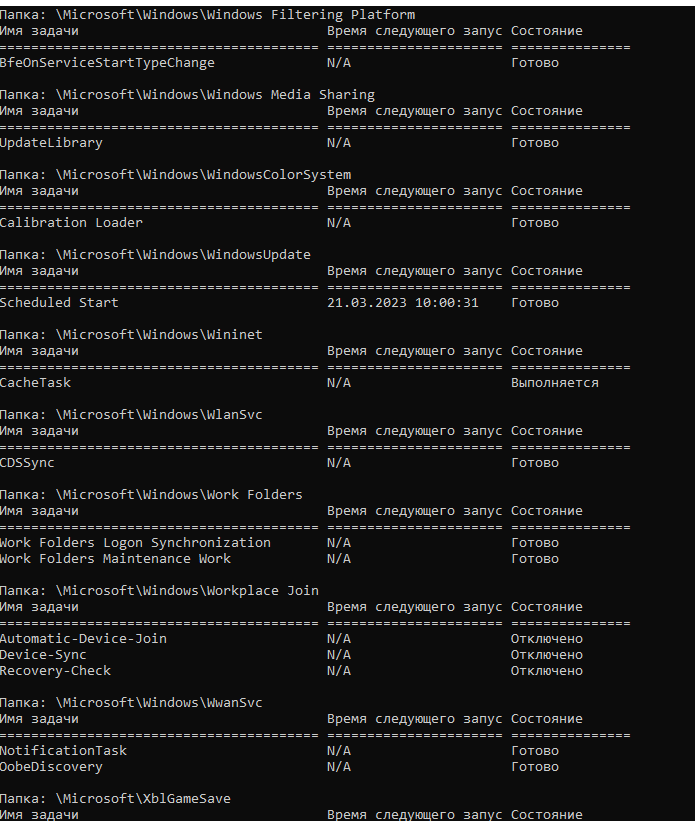 Папка: \Microsoft\Windows\Windows Filtering Platform
Имя задачи                               Время следующего запус Состояние
======================================== ====================== ===============
BfeOnServiceStartTypeChange              N/A                    Готово

Папка: \Microsoft\Windows\Windows Media Sharing
Имя задачи                               Время следующего запус Состояние
======================================== ====================== ===============
UpdateLibrary                            N/A                    Готово

Папка: \Microsoft\Windows\WindowsColorSystem
Имя задачи                               Время следующего запус Состояние
======================================== ====================== ===============
Calibration Loader                       N/A                    Готово

Папка: \Microsoft\Windows\WindowsUpdate
Имя задачи                               Время следующего запус Состояние
======================================== ====================== ===============
Scheduled Start                          21.03.2023 10:00:31    Готово

Папка: \Microsoft\Windows\Wininet
Имя задачи                               Время следующего запус Состояние
======================================== ====================== ===============
CacheTask                                N/A                    Выполняется

Папка: \Microsoft\Windows\WlanSvc
Имя задачи                               Время следующего запус Состояние
======================================== ====================== ===============
CDSSync                                  N/A                    Готово

Папка: \Microsoft\Windows\Work Folders
Имя задачи                               Время следующего запус Состояние
======================================== ====================== ===============
Work Folders Logon Synchronization       N/A                    Готово
Work Folders Maintenance Work            N/A                    Готово

Папка: \Microsoft\Windows\Workplace Join
Имя задачи                               Время следующего запус Состояние
======================================== ====================== ===============
Automatic-Device-Join                    N/A                    Отключено
Device-Sync                              N/A                    Отключено
Recovery-Check                           N/A                    Отключено

Папка: \Microsoft\Windows\WwanSvc
Имя задачи                               Время следующего запус Состояние
======================================== ====================== ===============
NotificationTask                         N/A                    Готово
OobeDiscovery                            N/A                    Готово

Папка: \Microsoft\XblGameSave
Имя задачи                               Время следующего запус Состояние